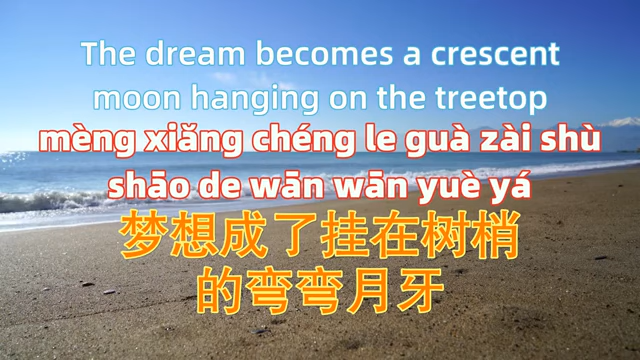 The dream becomes a crescent
moon hanging on the treetop
mèng xiǎng chéng le guà zài shù
shāo de wān wān yuè yá
梦想成了挂在树梢
的弯弯月牙